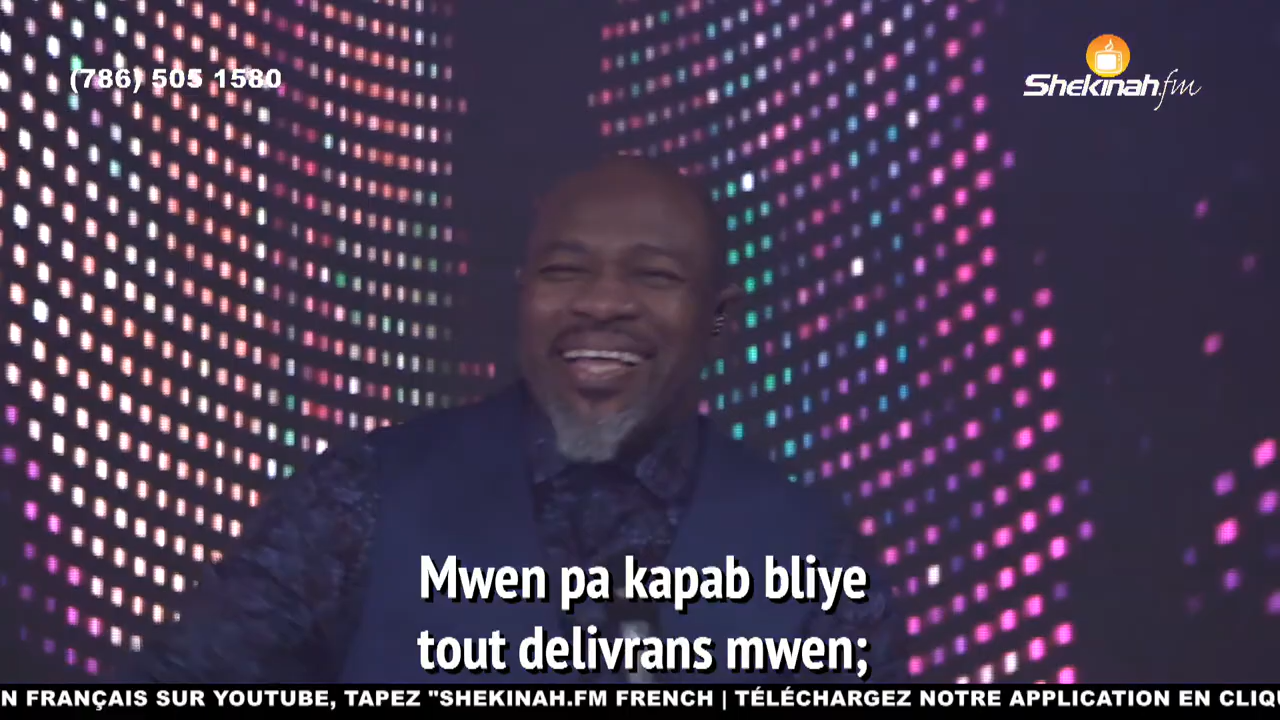 (786) 505 1580
Shekinah.fm
Mwen pa kapab bliye
tout delivrans mwen;
N FRANÇAIS SUR YOUTUBE, TAPEZ "SHEKINAH.FM FRENCH | TÉLÉCHARGEZ NOTRE APPLICATION EN CLIQ